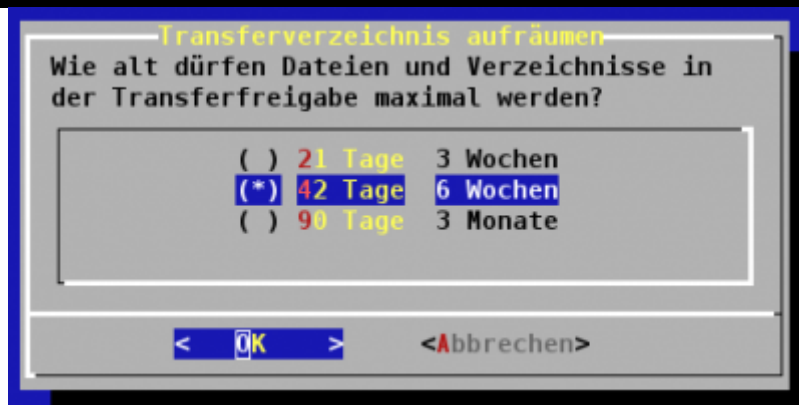 Transferverzeichnis aufräumen
Wie alt dürfen Dateien und Verzeichnisse in
der Transferfreigabe maximal werden?
( ) 21 Tage 3 Wochen
(*) 42 Tage 6 Wochen
( ) 90 Tage 3 Monate
< OK > <Abbrechen>